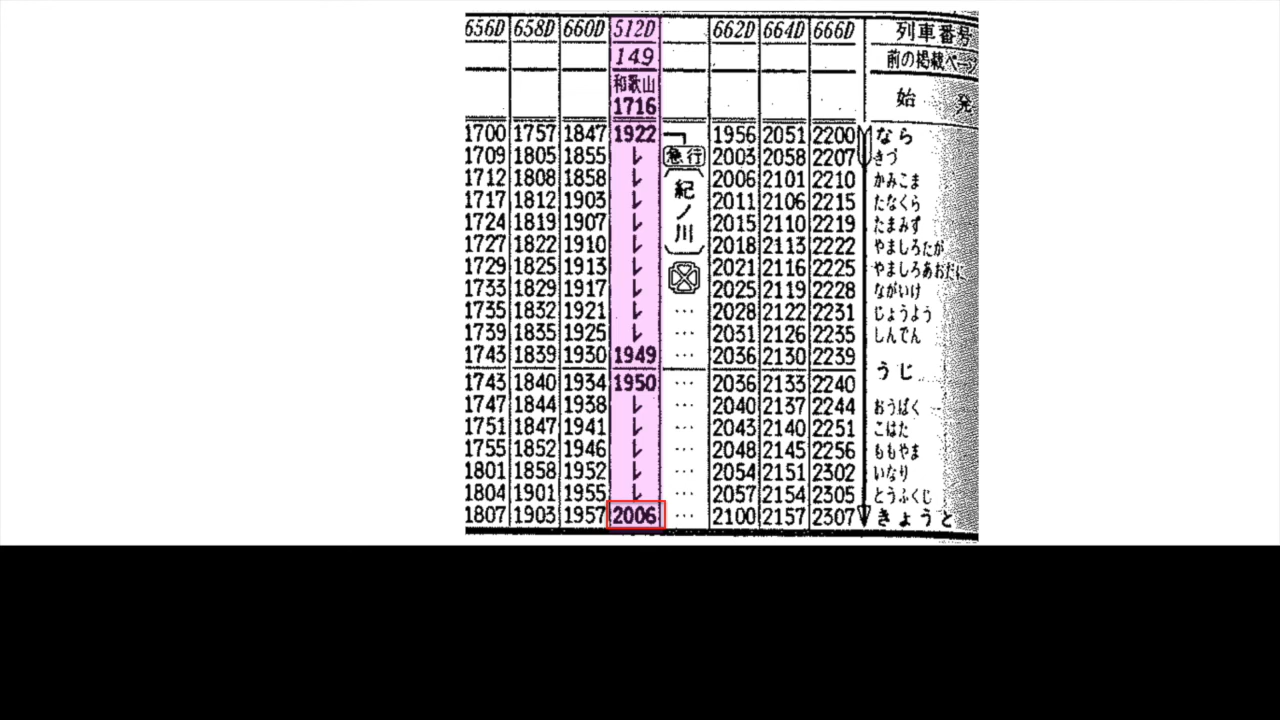 656D 658D 660D 512D 662D 664D 666D 列車番号
149 前の掲載ページ
和歌山
1716 始 発
1700 1757 1847 1922 1956 2051 2200 なら
1709 1805 1855 レ 急行 2003 2058 2207 きづ
1712 1808 1858 レ 紀ノ川 2006 2101 2210 かみこま
1717 1812 1903 レ 2011 2106 2215 たなくら
1724 1819 1907 レ 2015 2110 2219 たまみず
1727 1822 1910 レ 2018 2113 2222 やましろたが
1729 1825 1913 レ 2021 2116 2225 やましろあおだに
1733 1829 1917 レ 2025 2119 2228 ながいけ
1735 1832 1921 レ … 2028 2122 2231 じょうよう
1739 1835 1925 レ … 2031 2126 2235 しんでん
1743 1839 1930 1949 … 2036 2130 2239
うじ
1743 1840 1934 1950 … 2036 2133 2240
1747 1844 1938 レ … 2040 2137 2244 おうばく
1751 1847 1941 レ … 2043 2140 2251 こはた
1755 1852 1946 レ … 2048 2145 2256 ももやま
1801 1858 1952 レ … 2054 2151 2302 いなり
1804 1901 1955 レ … 2057 2154 2305 とうふくじ
1807 1903 1957 2006 … 2100 2157 2307 きょうと